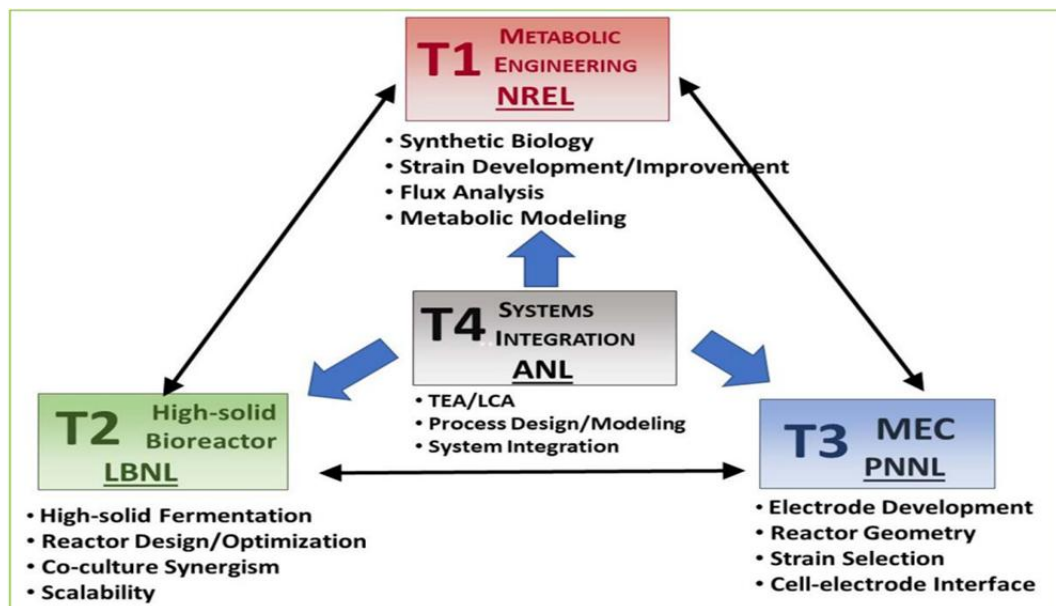 T1 METABOLIC
ENGINEERING
NREL
• Synthetic Biology
• Strain Development/Improvement
• Flux Analysis
• Metabolic Modeling
T4 SYSTEMS
INTEGRATION
ANL
• TEA/LCA
• Process Design/Modeling
• System Integration
T2 High-solid
Bioreactor
LBNL
• High-solid Fermentation
• Reactor Design/Optimization
• Co-culture Synergism
• Scalability
T3 MEC
PNNL
• Electrode Development
• Reactor Geometry
• Strain Selection
• Cell-electrode Interface